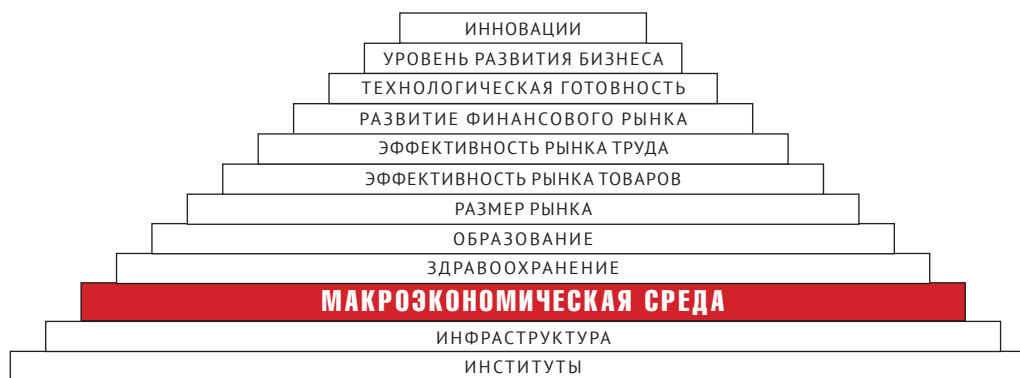 ИННОВАЦИИ
УРОВЕНЬ РАЗВИТИЯ БИЗНЕСА
ТЕХНОЛОГИЧЕСКАЯ ГОТОВНОСТЬ
РАЗВИТИЕ ФИНАНСОВОГО РЫНКА
ЭФФЕКТИВНОСТЬ РЫНКА ТРУДА
ЭФФЕКТИВНОСТЬ РЫНКА ТОВАРОВ
РАЗМЕР РЫНКА
ОБРАЗОВАНИЕ
ЗДРАВООХРАНЕНИЕ
МАКРОЭКОНОМИЧЕСКАЯ СРЕДА
ИНФРАСТРУКТУРА
ИНСТИТУТЫ